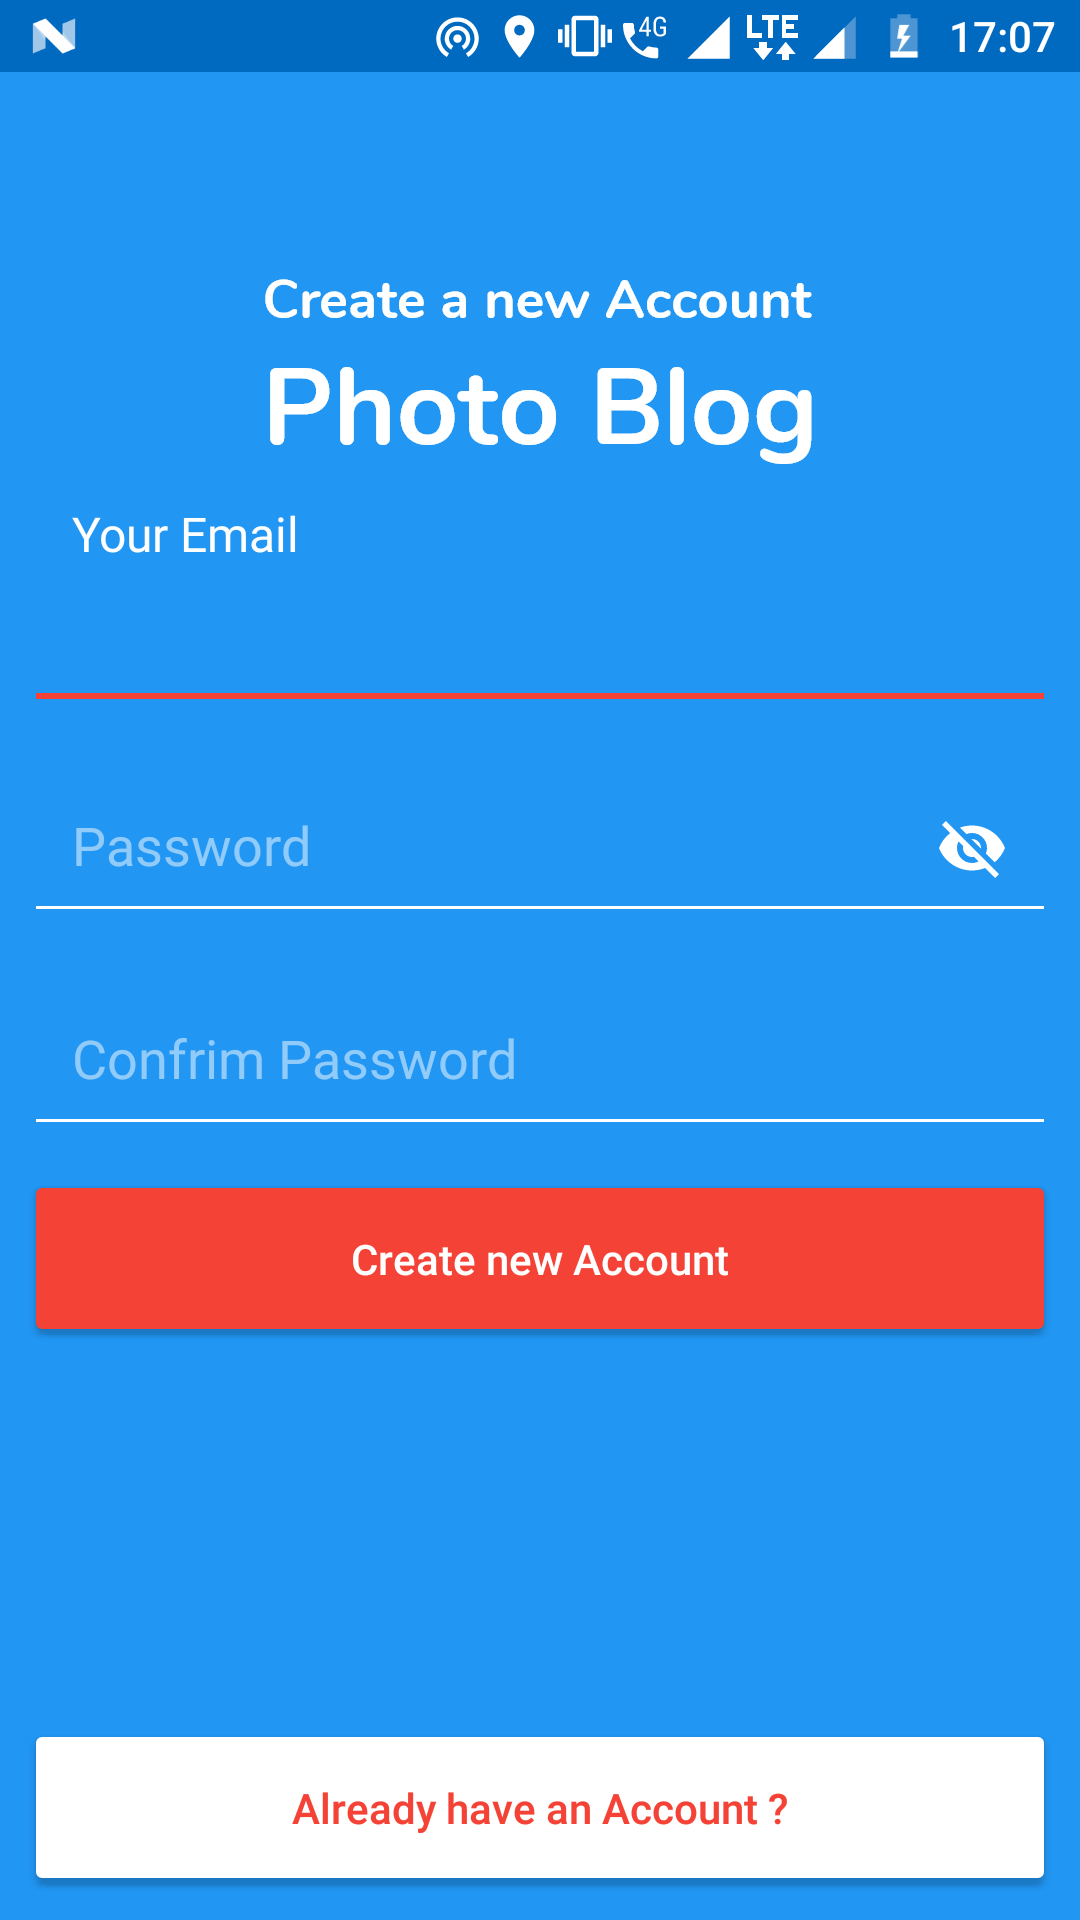 4G LTE 17:07
Create a new Account
Photo Blog
Your Email
Password
Confrim Password
Create new Account
Already have an Account ?